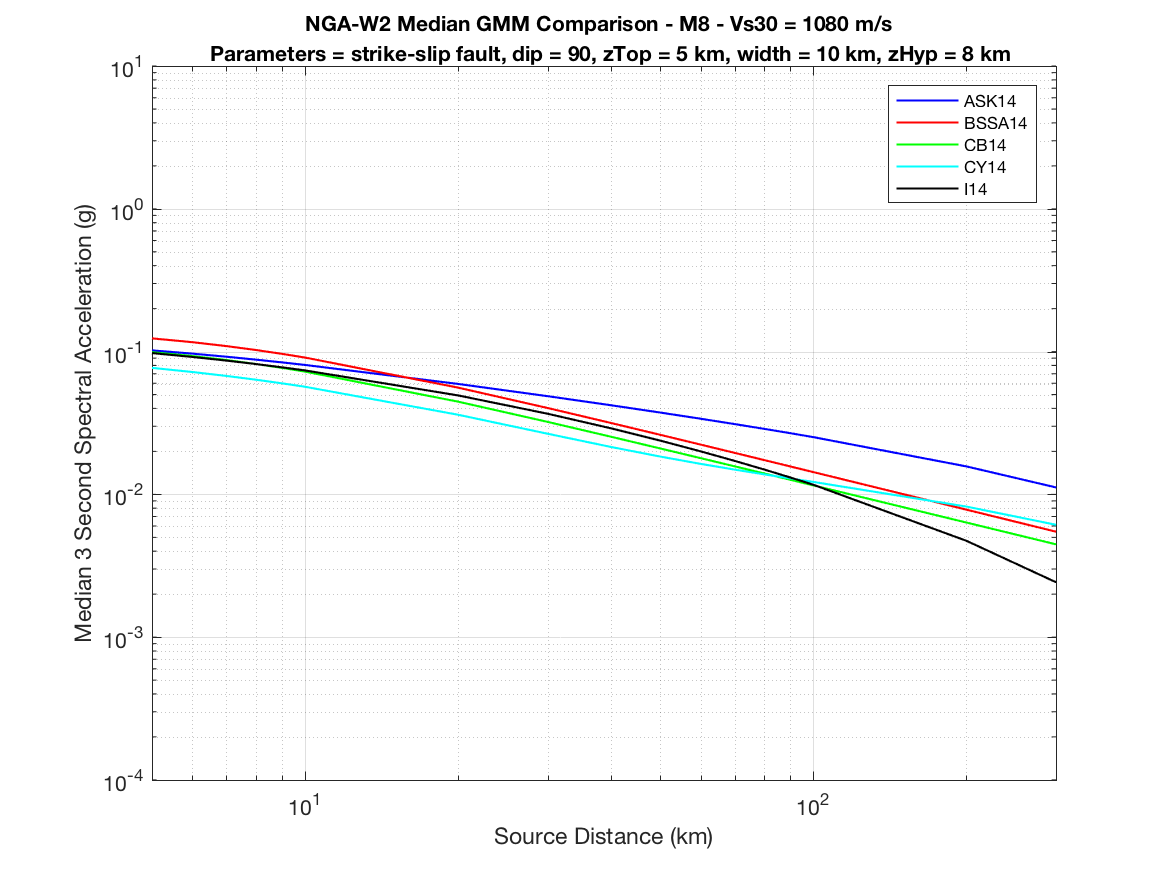 NGA-W2 Median GMM Comparison - M8 - Vs30 = 1080 m/s
Parameters = strike-slip fault, dip = 90, zTop = 5 km, width = 10 km, zHyp = 8 km
10^1
10^0
10^-1
10^-2
10^-3
10^-4
Median 3 Second Spectral Acceleration (g)
ASK14
BSSA14
CB14
CY14
I14
10^1
10^2
Source Distance (km)